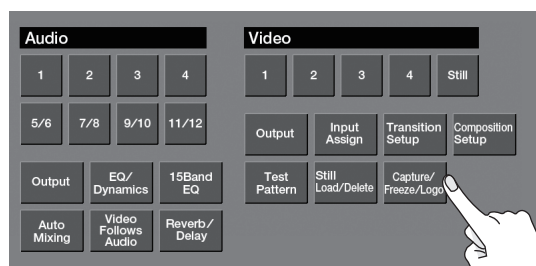 Audio
1 2 3 4
5/6 7/8 9/10 11/12
Output EQ/ Dynamics 15Band EQ
Auto Mixing Video Follows Audio Reverb/ Delay
Video
1 2 3 4 Still
Output Input Assign Transition Setup Composition Setup
Test Pattern Still Load/Delete Capture/ Freeze/Logo